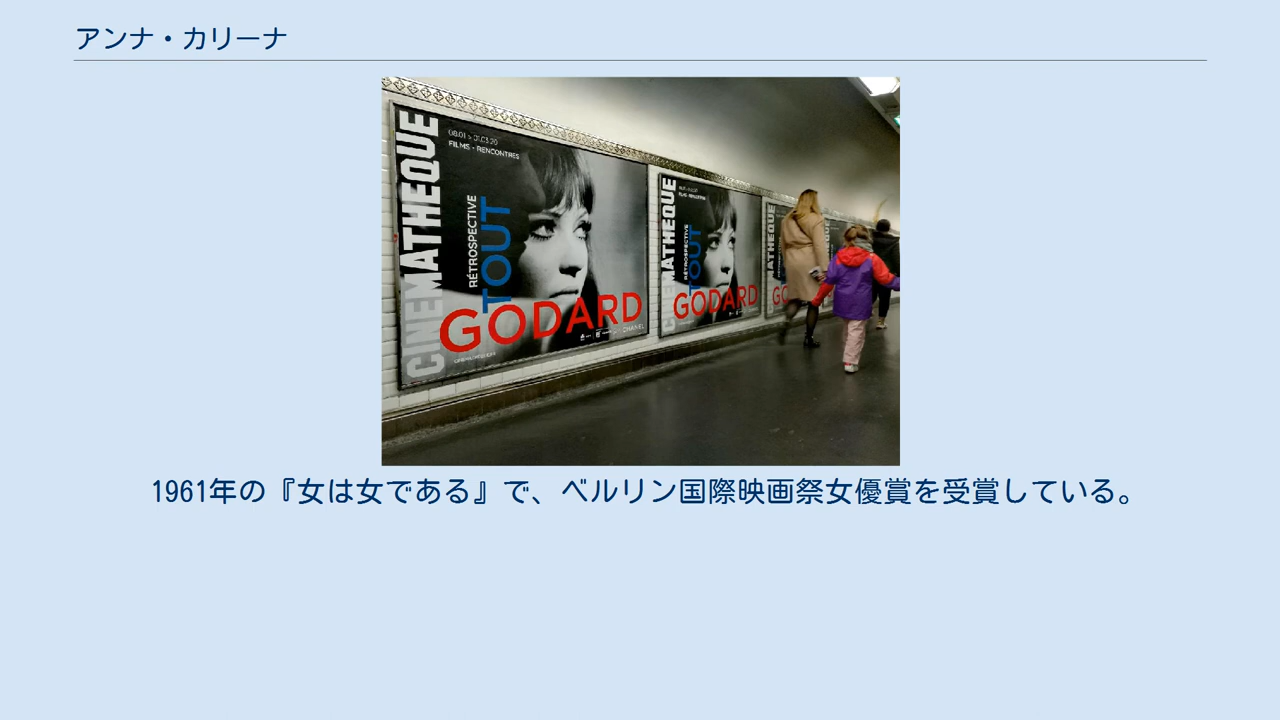 アンナ・カリーナ
CINEMATHEQUE
08.01 > 01.03.20
FILMS - RENCONTRES
RÉTROSPECTIVE
TOUT
GODARD
CHANEL
CINEMATHEQUE
RÉTROSPECTIVE
TOUT
GODARD
1961年の『女は女である』で、ベルリン国際映画祭女優賞を受賞している。